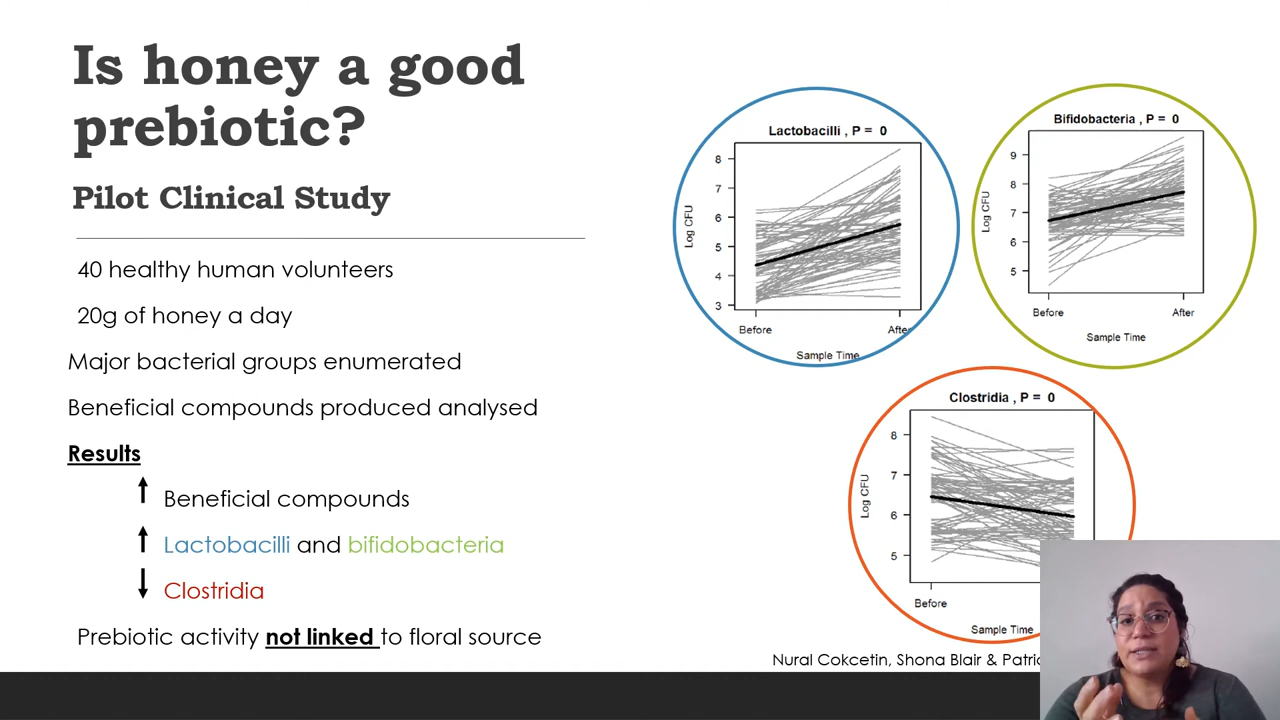 Is honey a good
prebiotic?
Pilot Clinical Study
40 healthy human volunteers
20g of honey a day
Major bacterial groups enumerated
Beneficial compounds produced analysed
Results
Beneficial compounds
Lactobacilli and bifidobacteria
Clostridia
Prebiotic activity not linked to floral source
Lactobacilli , P = 0
8
7
6
5
4
3
Log CFU
Before After
Sample Time
Bifidobacteria , P = 0
9
8
7
6
5
Log CFU
Before After
Sample Time
Clostridia , P = 0
8
7
6
5
Log CFU
Before
Sample Time
Nural Cokcetin, Shona Blair &